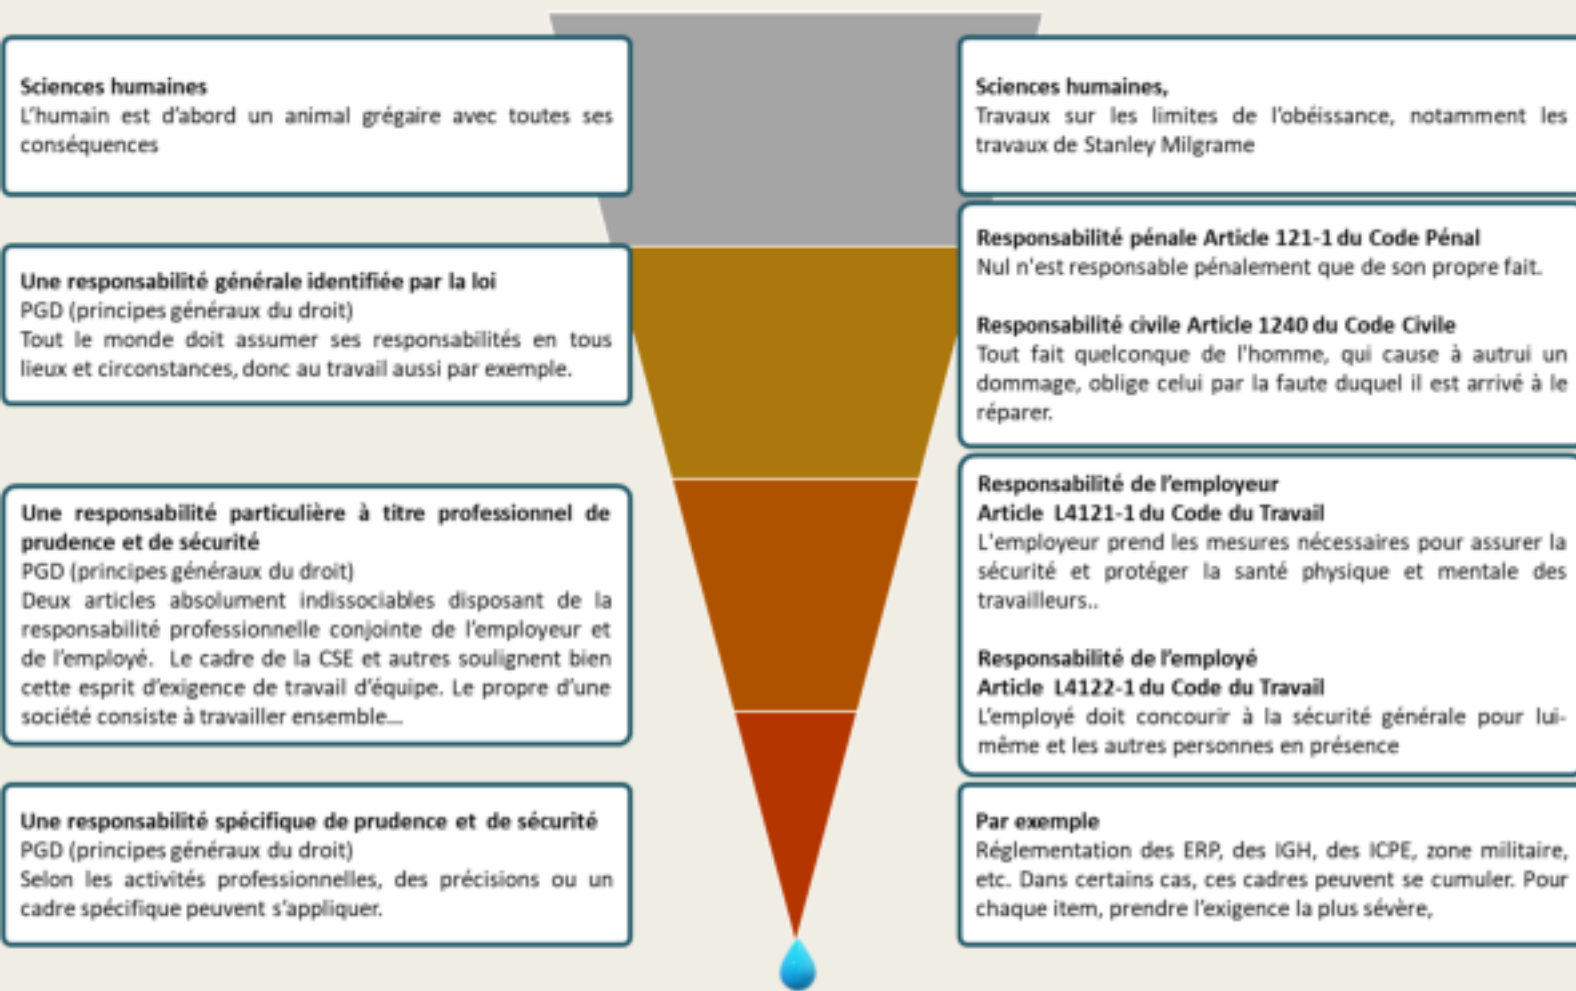 Sciences humaines
L'humain est d'abord un animal grégaire avec toutes ses
conséquences
Sciences humaines,
Travaux sur les limites de l'obéissance, notamment les
travaux de Stanley Milgrame
Une responsabilité générale identifiée par la loi
PGD (principes généraux du droit)
Tout le monde doit assumer ses responsabilités en tous
lieux et circonstances, donc au travail aussi par exemple.
Responsabilité pénale Article 121-1 du Code Pénal
Nul n'est responsable pénalement que de son propre fait.
Responsabilité civile Article 1240 du Code Civile
Tout fait quelconque de l'homme, qui cause à autrui un
dommage, oblige celui par la faute duquel il est arrivé à le
réparer.
Une responsabilité particulière à titre professionnel de
prudence et de sécurité
PGD (principes généraux du droit)
Deux articles absolument indissociables disposant de la
responsabilité professionnelle conjointe de l'employeur et
de l'employé. Le cadre de la CSE et autres soulignent bien
cette esprit d'exigence de travail d'équipe. Le propre d'une
société consiste à travailler ensemble...
Responsabilité de l'employeur
Article L4121-1 du Code du Travail
L'employeur prend les mesures nécessaires pour assurer la
sécurité et protéger la santé physique et mentale des
travailleurs..
Responsabilité de l'employé
Article L4122-1 du Code du Travail
L'employé doit concourir à la sécurité générale pour lui-
même et les autres personnes en présence
Une responsabilité spécifique de prudence et de sécurité
PGD (principes généraux du droit)
Selon les activités professionnelles, des précisions ou un
cadre spécifique peuvent s'appliquer.
Par exemple
Réglementation des ERP, des IGH, des ICPE, zone militaire,
etc. Dans certains cas, ces cadres peuvent se cumuler. Pour
chaque item, prendre l'exigence la plus sévère,